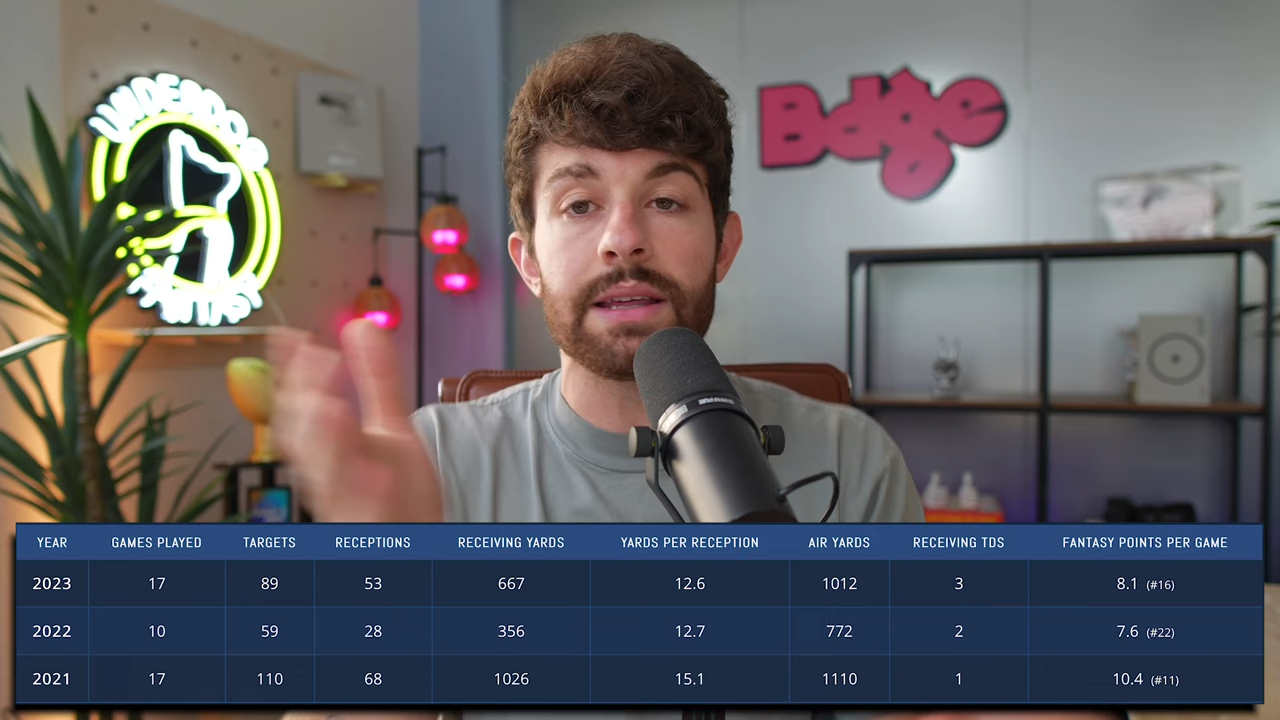 UNDERDOG
FANTASY
BDGE
YEAR GAMES PLAYED TARGETS RECEPTIONS RECEIVING YARDS YARDS PER RECEPTION AIR YARDS RECEIVING TDS FANTASY POINTS PER GAME
2023 17 89 53 667 12.6 1012 3 8.1 (#16)
2022 10 59 28 356 12.7 772 2 7.6 (#22)
2021 17 110 68 1026 15.1 1110 1 10.4 (#11)